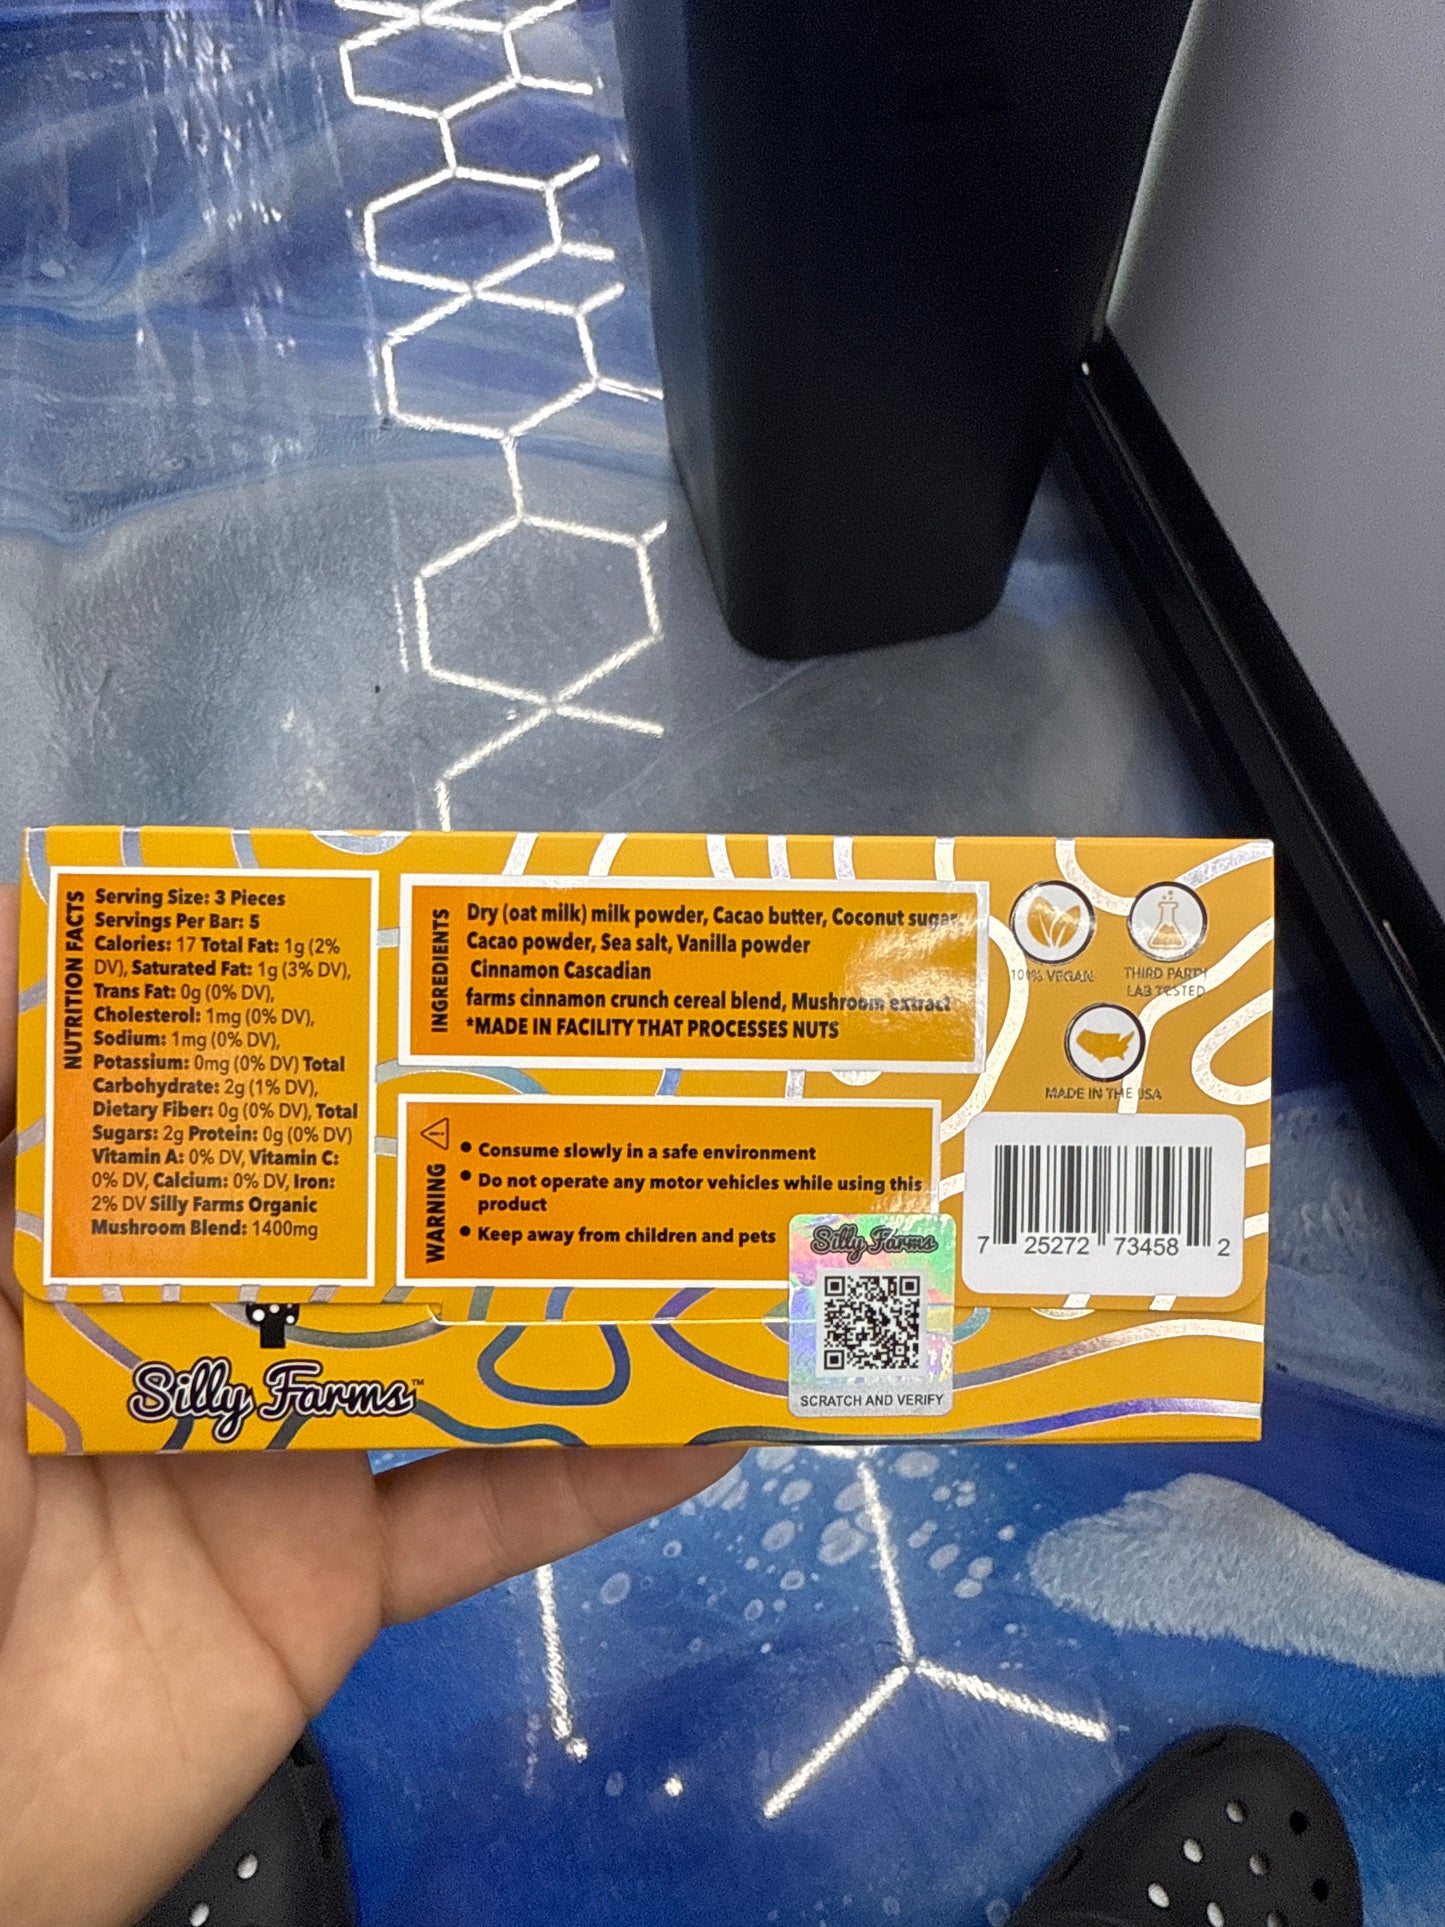 NUTRITION FACTS
Serving Size: 3 Pieces
Servings Per Bar: 5
Calories: 17 Total Fat: 1g (2%
DV), Saturated Fat: 1g (3% DV),
Trans Fat: 0g (0% DV),
Cholesterol: 1mg (0% DV),
Sodium: 1mg (0% DV),
Potassium: 0mg (0% DV) Total
Carbohydrate: 2g (1% DV),
Dietary Fiber: 0g (0% DV), Total
Sugars: 2g Protein: 0g (0% DV)
Vitamin A: 0% DV, Vitamin C:
0% DV, Calcium: 0% DV, Iron:
2% DV Silly Farms Organic
Mushroom Blend: 1400mg
INGREDIENTS
Dry (oat milk) milk powder, Cacao butter, Coconut sugar,
Cacao powder, Sea salt, Vanilla powder
Cinnamon Cascadian
farms cinnamon crunch cereal blend, Mushroom extract
*MADE IN FACILITY THAT PROCESSES NUTS
WARNING
• Consume slowly in a safe environment
• Do not operate any motor vehicles while using this
product
• Keep away from children and pets
100% VEGAN
THIRD PARTY
LAB TESTED
MADE IN THE USA
7 25272 73458 2
Silly Farms
SCRATCH AND VERIFY
Silly Farms™